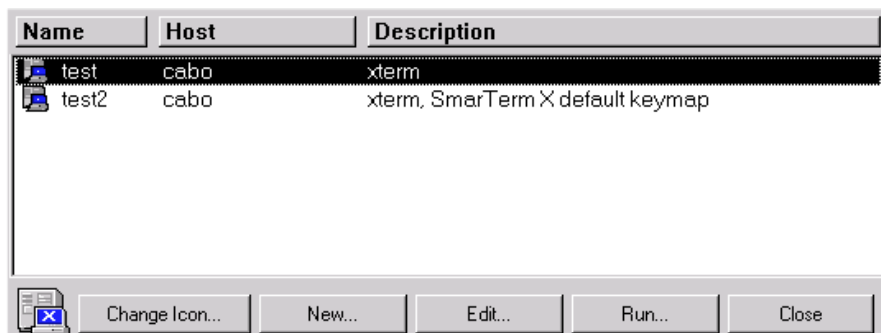 Name Host Description
test cabo xterm
test2 cabo xterm, SmarTerm X default keymap
Change Icon... New... Edit... Run... Close